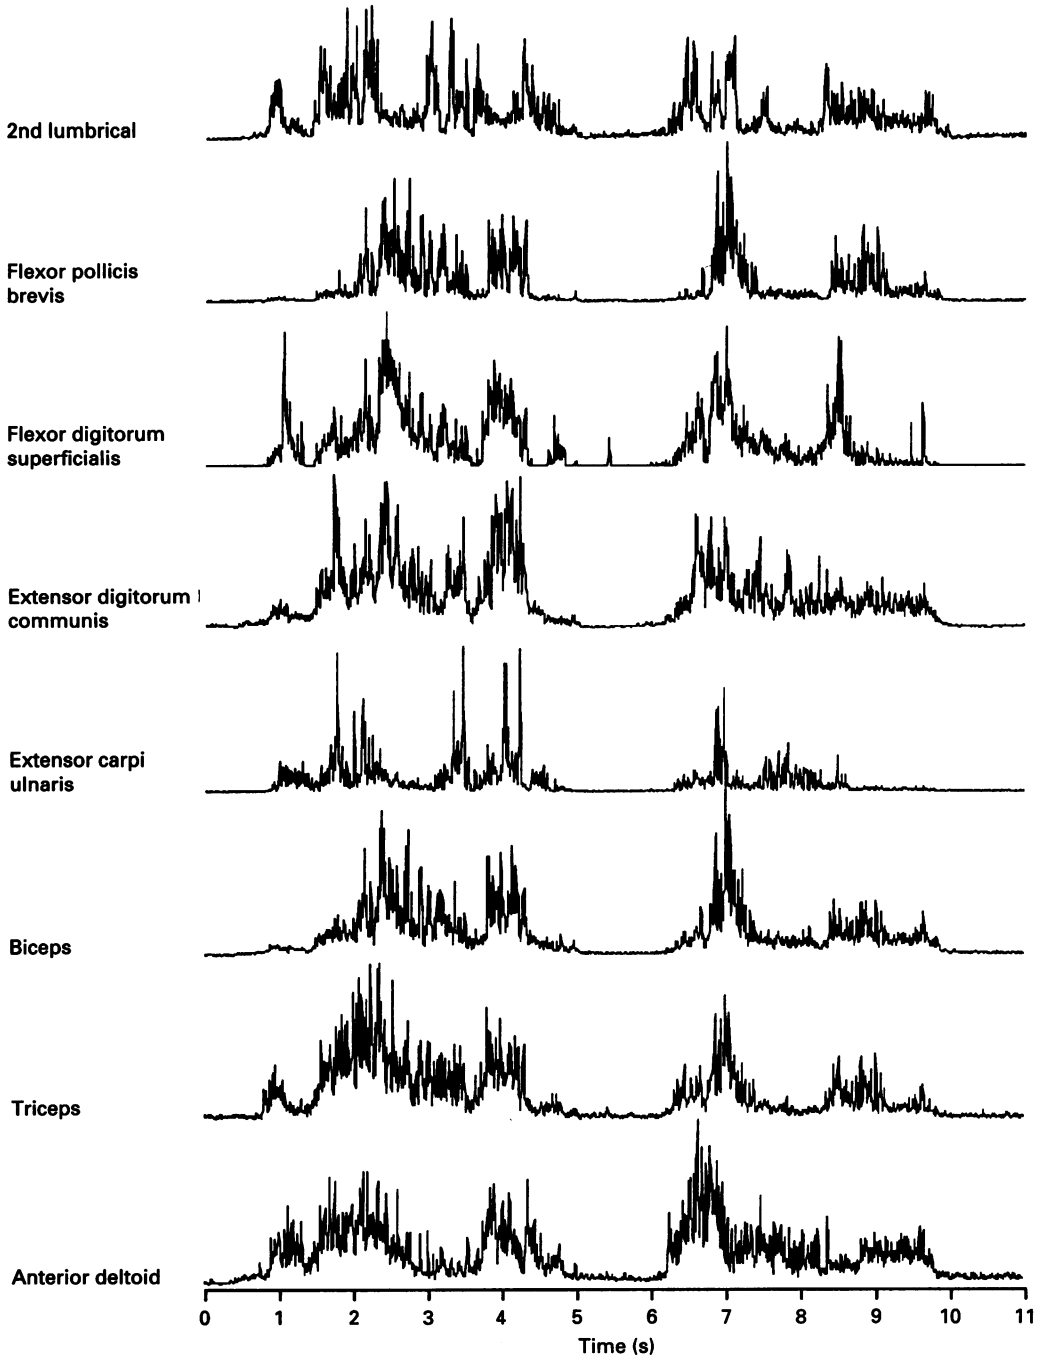 2nd lumbrical
Flexor pollicis
brevis
Flexor digitorum
superficialis
Extensor digitorum
communis
Extensor carpi
ulnaris
Biceps
Triceps
Anterior deltoid
0 1 2 3 4 5 6 7 8 9 10 11
Time (s)